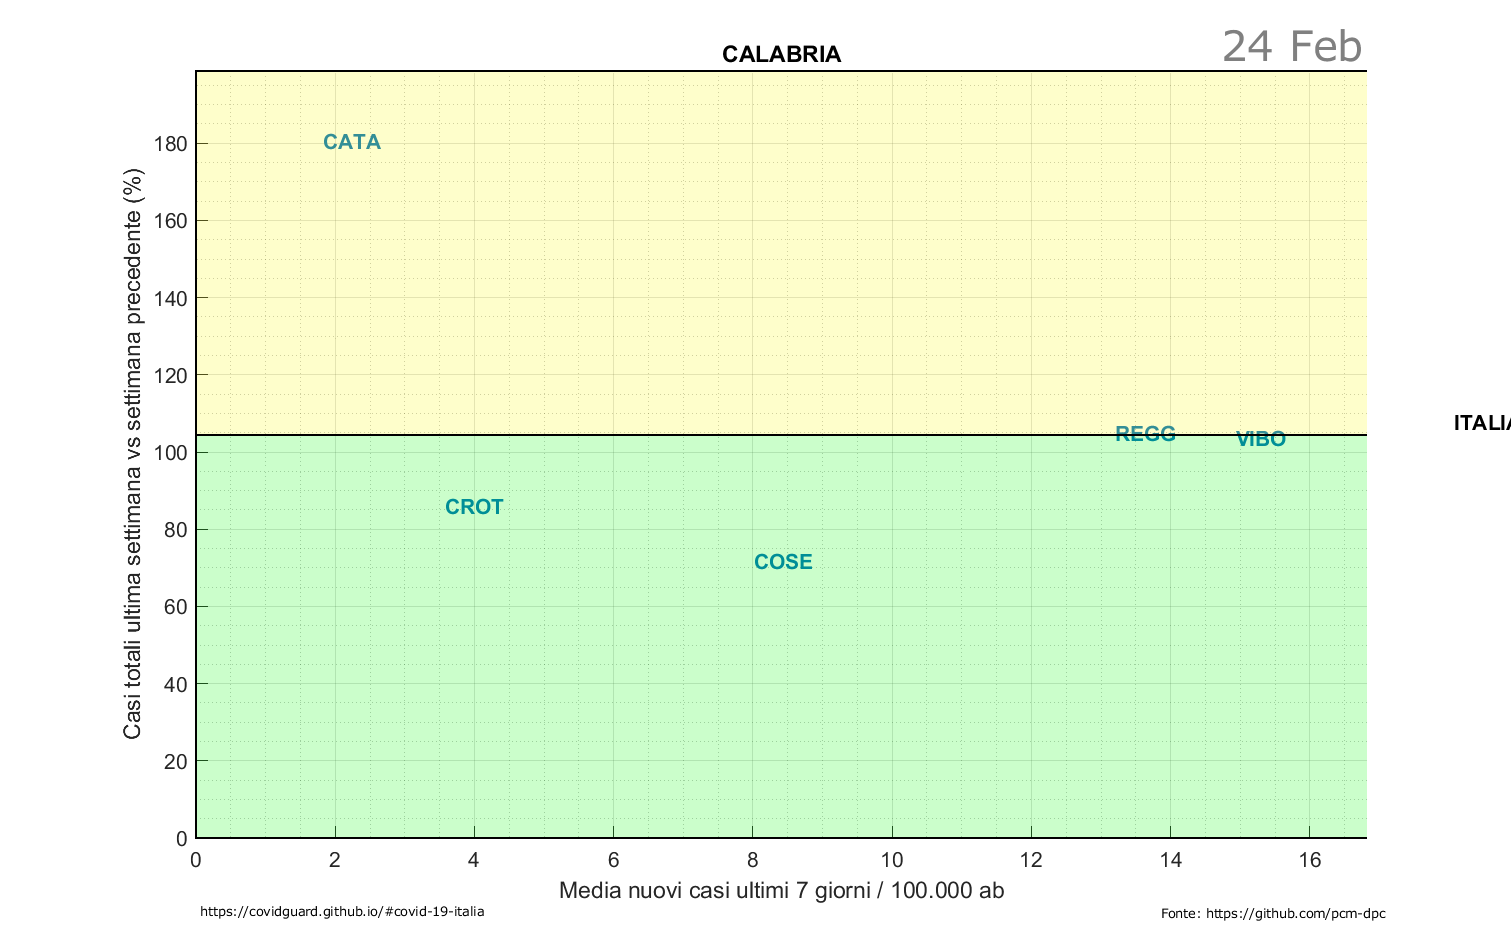 24 Feb
CALABRIA
180
160
140
120
100
80
60
40
20
0
Casi totali ultima settimana vs settimana precedente (%)
CATA
REGG
VIBO
ITALIA
CROT
COSE
0 2 4 6 8 10 12 14 16
Media nuovi casi ultimi 7 giorni / 100.000 ab
https://covidguard.github.io/#covid-19-italia
Fonte: https://github.com/pcm-dpc